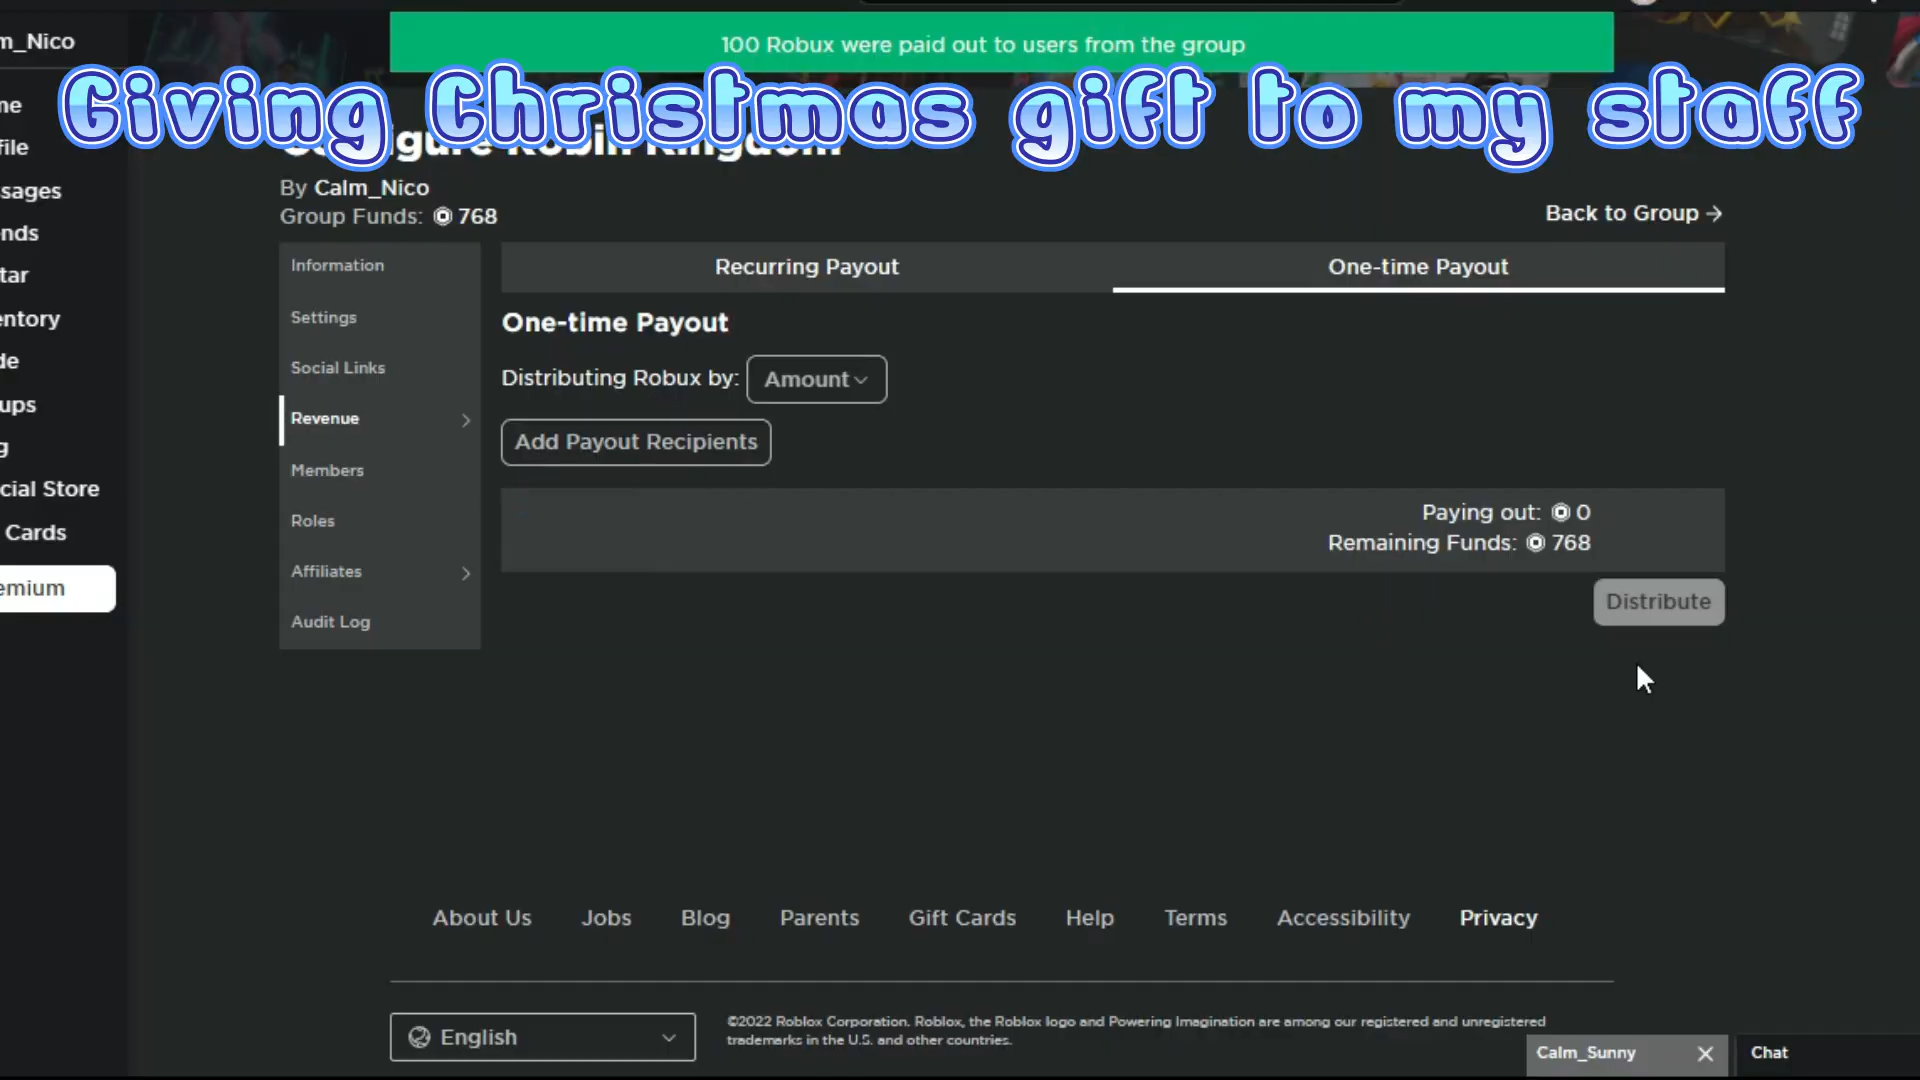 m_Nico
100 Robux were paid out to users from the group
Giving Christmas gift to my staff
Configure Robin Kingdom
By Calm_Nico
Group Funds: 768
Back to Group
me
file
sages
nds
tar
entory
de
ups
g
cial Store
Cards
emium
Information
Settings
Social Links
Revenue
Members
Roles
Affiliates
Audit Log
Recurring Payout
One-time Payout
One-time Payout
Distributing Robux by: Amount
Add Payout Recipients
Paying out: 0
Remaining Funds: 768
Distribute
About Us Jobs Blog Parents Gift Cards Help Terms Accessibility Privacy
English
©2022 Roblox Corporation. Roblox, the Roblox logo and Powering Imagination are among our registered and unregistered
trademarks in the U.S. and other countries.
Calm_Sunny
Chat